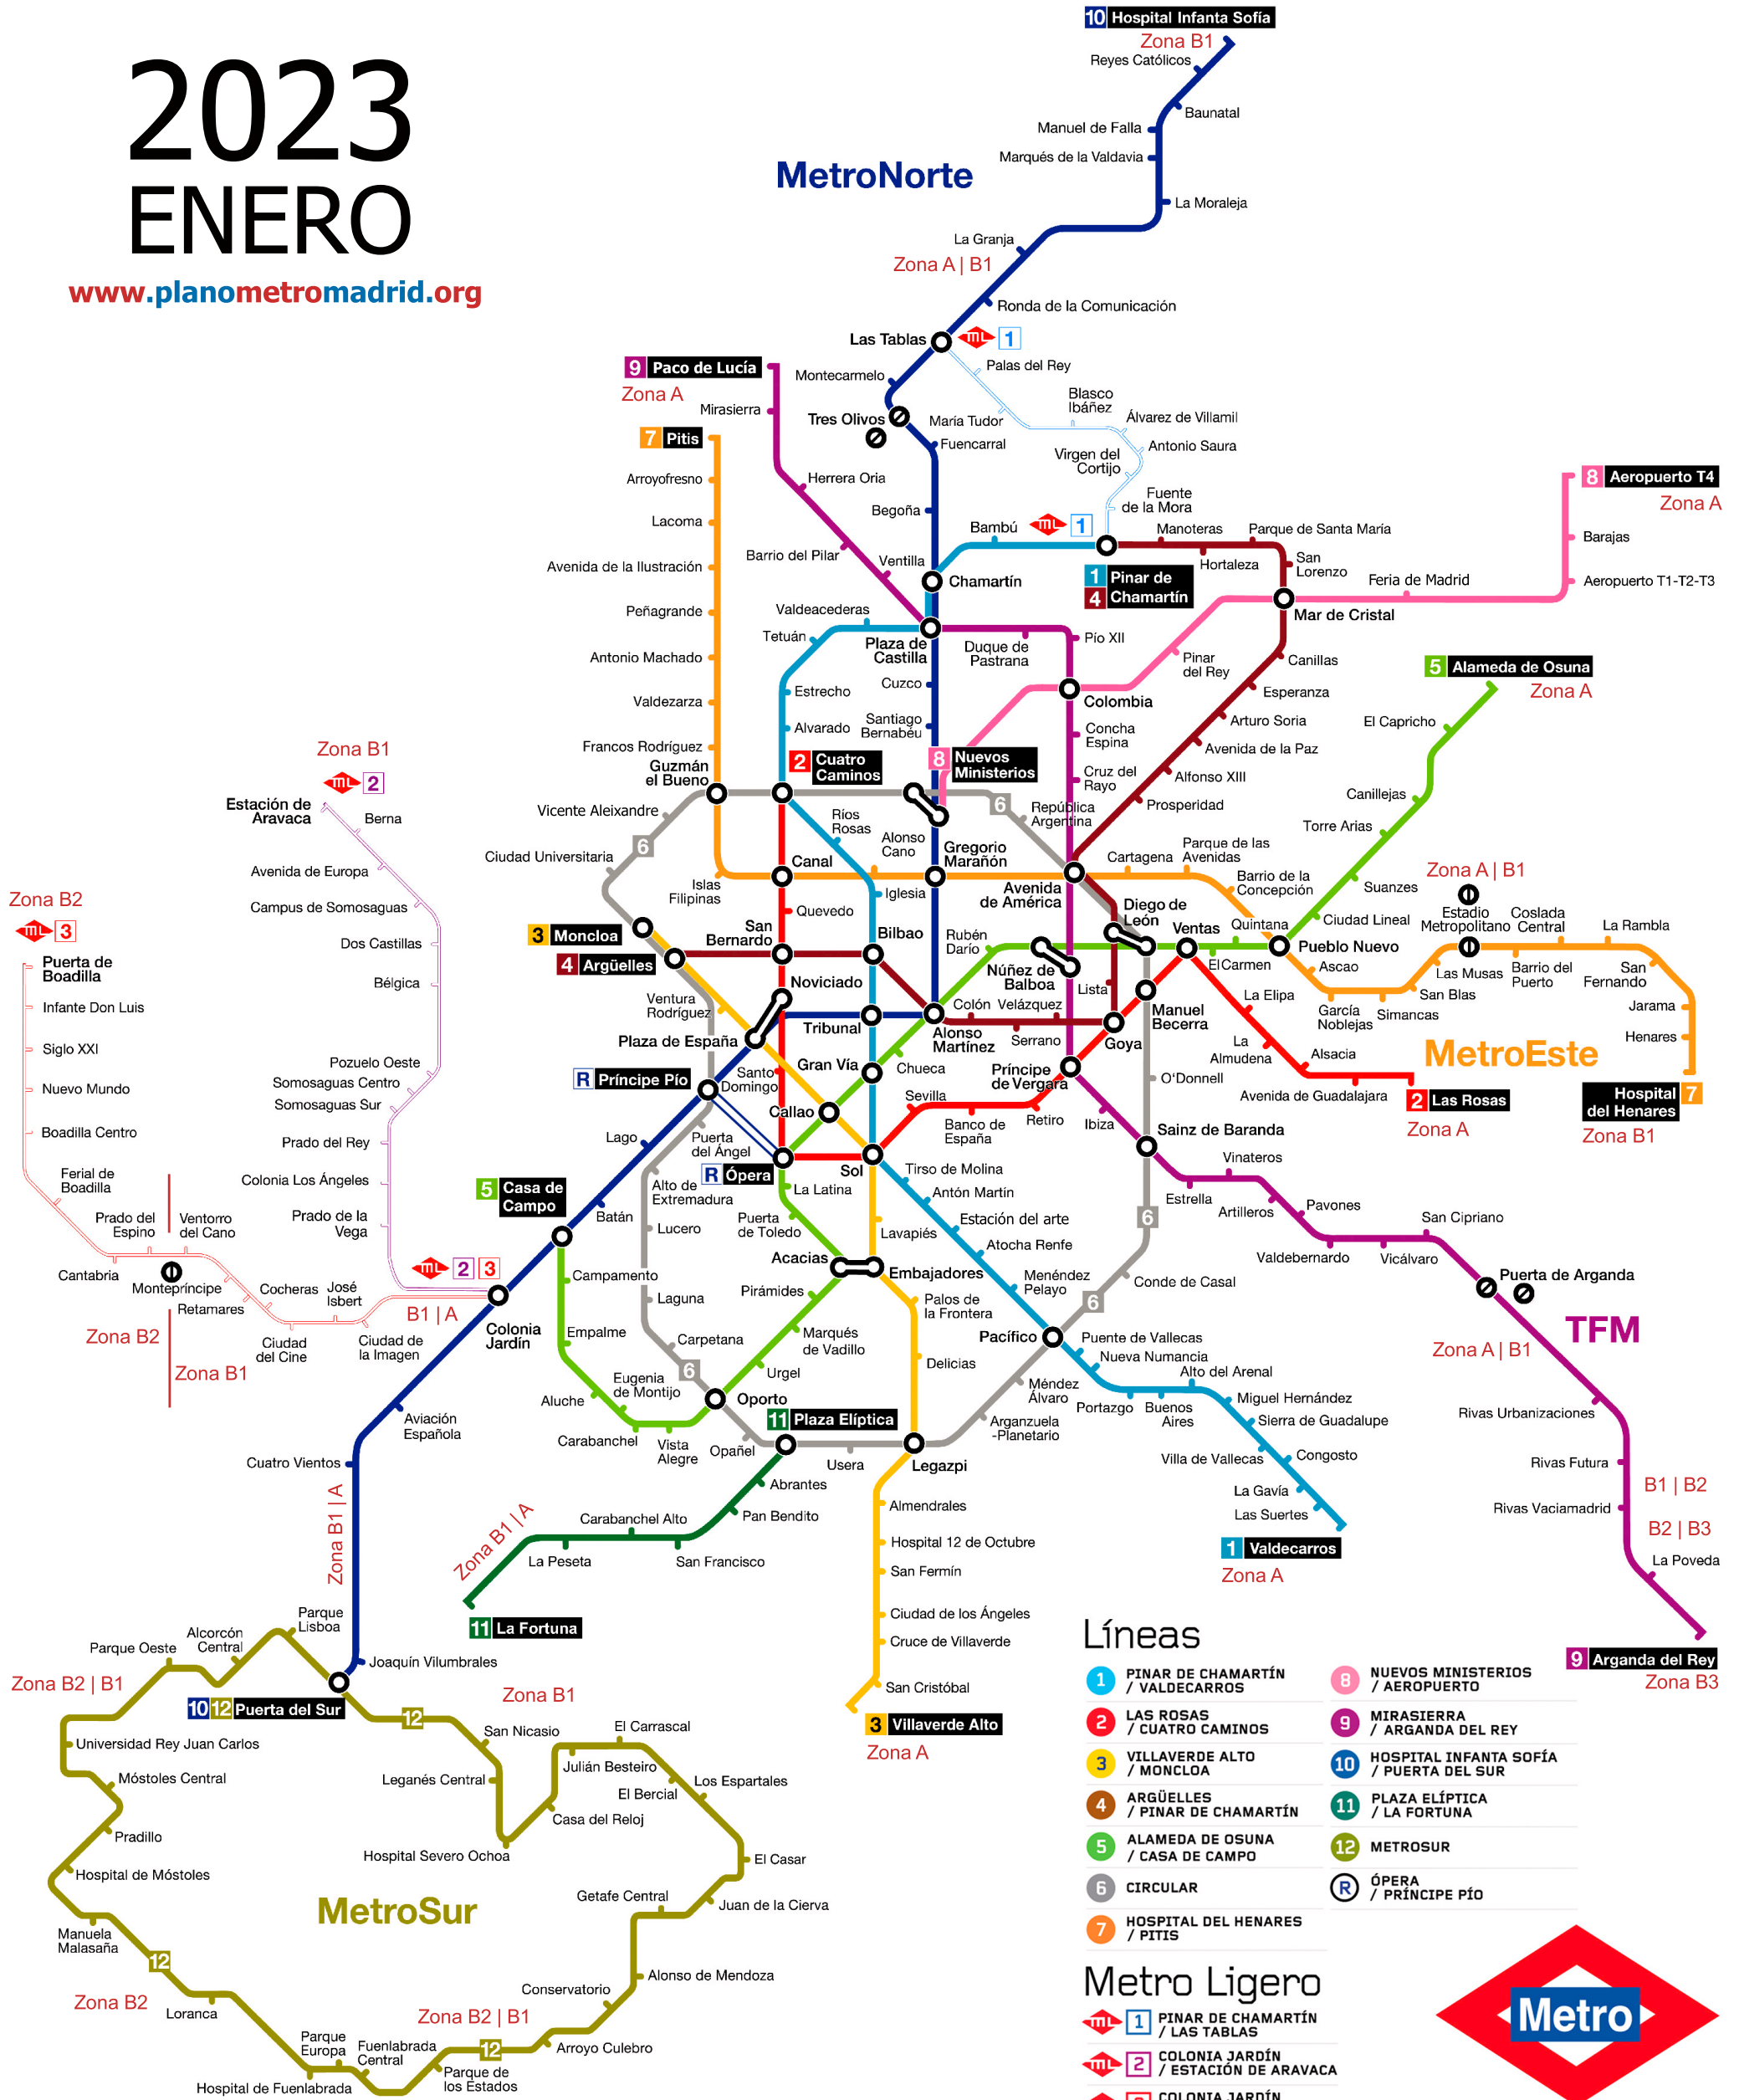 2023
ENERO
www.planometromadrid.org
10 Hospital Infanta Sofía
Zona B1
Reyes Católicos
Baunatal
Manuel de Falla
Marqués de la Valdavia
MetroNorte
La Moraleja
La Granja
Zona A | B1
Ronda de la Comunicación
Las Tablas
mL 1
Palas del Rey
9 Paco de Lucía
Zona A
Montecarmelo
Mirasierra
Blasco
Ibáñez
María Tudor
Álvarez de Villamil
Tres Olivos
7 Pitis
Fuencarral
Antonio Saura
Virgen del
Cortijo
Arroyofresno
Herrera Oria
8 Aeropuerto T4
Zona A
Fuente
de la Mora
Lacoma
Begoña
Bambú
mL 1
Manoteras
Parque de Santa María
Barajas
Barrio del Pilar
Ventilla
Hortaleza
San
Lorenzo
Avenida de la Ilustración
Chamartín
1 Pinar de
4 Chamartín
Feria de Madrid
Aeropuerto T1-T2-T3
Peñagrande
Valdeacederas
Mar de Cristal
Tetuán
Plaza de
Castilla
Duque de
Pastrana
Pío XII
Antonio Machado
Pinar
del Rey
Canillas
5 Alameda de Osuna
Zona A
Estrecho
Cuzco
Esperanza
Valdezarza
Colombia
Alvarado
Santiago
Bernabéu
Arturo Soria
El Capricho
Concha
Espina
Francos Rodríguez
Avenida de la Paz
Guzmán
el Bueno
2 Cuatro
Caminos
8 Nuevos
Ministerios
Cruz del
Rayo
Alfonso XIII
Canillejas
Zona B1
mL 2
Estación de
Aravaca
Berna
Vicente Aleixandre
6
República
Argentina
Prosperidad
Torre Arias
Ríos
Rosas
Alonso
Cano
Gregorio
Marañón
6
Ciudad Universitaria
Canal
Cartagena
Parque de las
Avenidas
Avenida de Europa
Islas
Filipinas
Iglesia
Avenida
de América
Barrio de la
Concepción
Suanzes
Zona A | B1
Zona B2
mL 3
Campus de Somosaguas
Quevedo
Diego de
León
Ciudad Lineal
Estadio
Metropolitano
Coslada
Central
La Rambla
3 Moncloa
San
Bernardo
Bilbao
Rubén
Darío
Ventas
Quintana
Pueblo Nuevo
Dos Castillas
4 Argüelles
El Carmen
Ascao
Las Musas
Barrio del
Puerto
San
Fernando
Puerta de
Boadilla
Bélgica
Noviciado
Núñez de
Balboa
Lista
La Elipa
San Blas
Infante Don Luis
Ventura
Rodríguez
Colón
Velázquez
Manuel
Becerra
García
Noblejas
Simancas
Jarama
Plaza de España
Tribunal
Alonso
Martínez
Serrano
Goya
La
Almudena
Alsacia
Henares
MetroEste
Siglo XXI
Pozuelo Oeste
Gran Vía
Chueca
Príncipe
de Vergara
O‘Donnell
Somosaguas Centro
R Príncipe Pío
Santo
Domingo
Sevilla
Avenida de Guadalajara
2 Las Rosas
Zona A
Hospital
del Henares 7
Zona B1
Nuevo Mundo
Somosaguas Sur
Callao
Banco de
España
Retiro
Ibiza
Boadilla Centro
Prado del Rey
Lago
Puerta
del Ángel
Sainz de Baranda
R Ópera
Sol
Tirso de Molina
Vinateros
Ferial de
Boadilla
Colonia Los Ángeles
5 Casa de
Campo
Alto de
Extremadura
La Latina
Antón Martín
Estrella
Artilleros
Pavones
Prado del
Espino
Ventorro
del Cano
Prado de la
Vega
Batán
Lucero
Puerta
de Toledo
Lavapiés
Estación del arte
6
San Cipriano
Atocha Renfe
Valdebernardo
Vicálvaro
Cantabria
Montepríncipe
mL 2 3
Campamento
Acacias
Embajadores
Menéndez
Pelayo
Conde de Casal
Puerta de Arganda
Retamares
Cocheras
José
Isbert
B1 | A
Laguna
Pirámides
Palos de
la Frontera
6
TFM
Zona B2
Zona B1
Ciudad
del Cine
Ciudad de
la Imagen
Colonia
Jardín
Empalme
Carpetana
Marqués
de Vadillo
Delicias
Pacífico
Puente de Vallecas
Zona A | B1
6
Eugenia
de Montijo
Urgel
Nueva Numancia
Alto del Arenal
Aluche
Oporto
Méndez
Álvaro
Portazgo
Buenos
Aires
Miguel Hernández
Aviación
Española
11 Plaza Elíptica
Arganzuela
-Planetario
Sierra de Guadalupe
Rivas Urbanizaciones
Carabanchel
Vista
Alegre
Opañel
Usera
Legazpi
Villa de Vallecas
Congosto
Cuatro Vientos
Abrantes
La Gavía
Rivas Futura
Zona B1 | A
Zona B1 | A
Carabanchel Alto
Pan Bendito
Almendrales
Las Suertes
B1 | B2
Rivas Vaciamadrid
B2 | B3
La Peseta
San Francisco
Hospital 12 de Octubre
1 Valdecarros
Zona A
San Fermín
La Poveda
11 La Fortuna
Ciudad de los Ángeles
Cruce de Villaverde
9 Arganda del Rey
Zona B3
San Cristóbal
3 Villaverde Alto
Zona A
Parque
Lisboa
Alcorcón
Central
Parque Oeste
Joaquín Vilumbrales
Zona B2 | B1
10 12 Puerta del Sur
12
Zona B1
San Nicasio
El Carrascal
Universidad Rey Juan Carlos
Julián Besteiro
Móstoles Central
Leganés Central
El Bercial
Los Espartales
Casa del Reloj
Pradillo
Hospital Severo Ochoa
El Casar
Hospital de Móstoles
MetroSur
Getafe Central
Juan de la Cierva
Manuela
Malasaña
12
Alonso de Mendoza
Zona B2
Loranca
Conservatorio
Zona B2 | B1
Parque
Europa
Fuenlabrada
Central
12
Arroyo Culebro
Hospital de Fuenlabrada
Parque de
los Estados
Líneas
1 PINAR DE CHAMARTÍN
/ VALDECARROS
2 LAS ROSAS
/ CUATRO CAMINOS
3 VILLAVERDE ALTO
/ MONCLOA
4 ARGÜELLES
/ PINAR DE CHAMARTÍN
5 ALAMEDA DE OSUNA
/ CASA DE CAMPO
6 CIRCULAR
7 HOSPITAL DEL HENARES
/ PITIS
8 NUEVOS MINISTERIOS
/ AEROPUERTO
9 MIRASIERRA
/ ARGANDA DEL REY
10 HOSPITAL INFANTA SOFÍA
/ PUERTA DEL SUR
11 PLAZA ELÍPTICA
/ LA FORTUNA
12 METROSUR
R ÓPERA
/ PRÍNCIPE PÍO
Metro Ligero
mL 1 PINAR DE CHAMARTÍN
/ LAS TABLAS
mL 2 COLONIA JARDÍN
/ ESTACIÓN DE ARAVACA
COLONIA JARDÍN
Metro